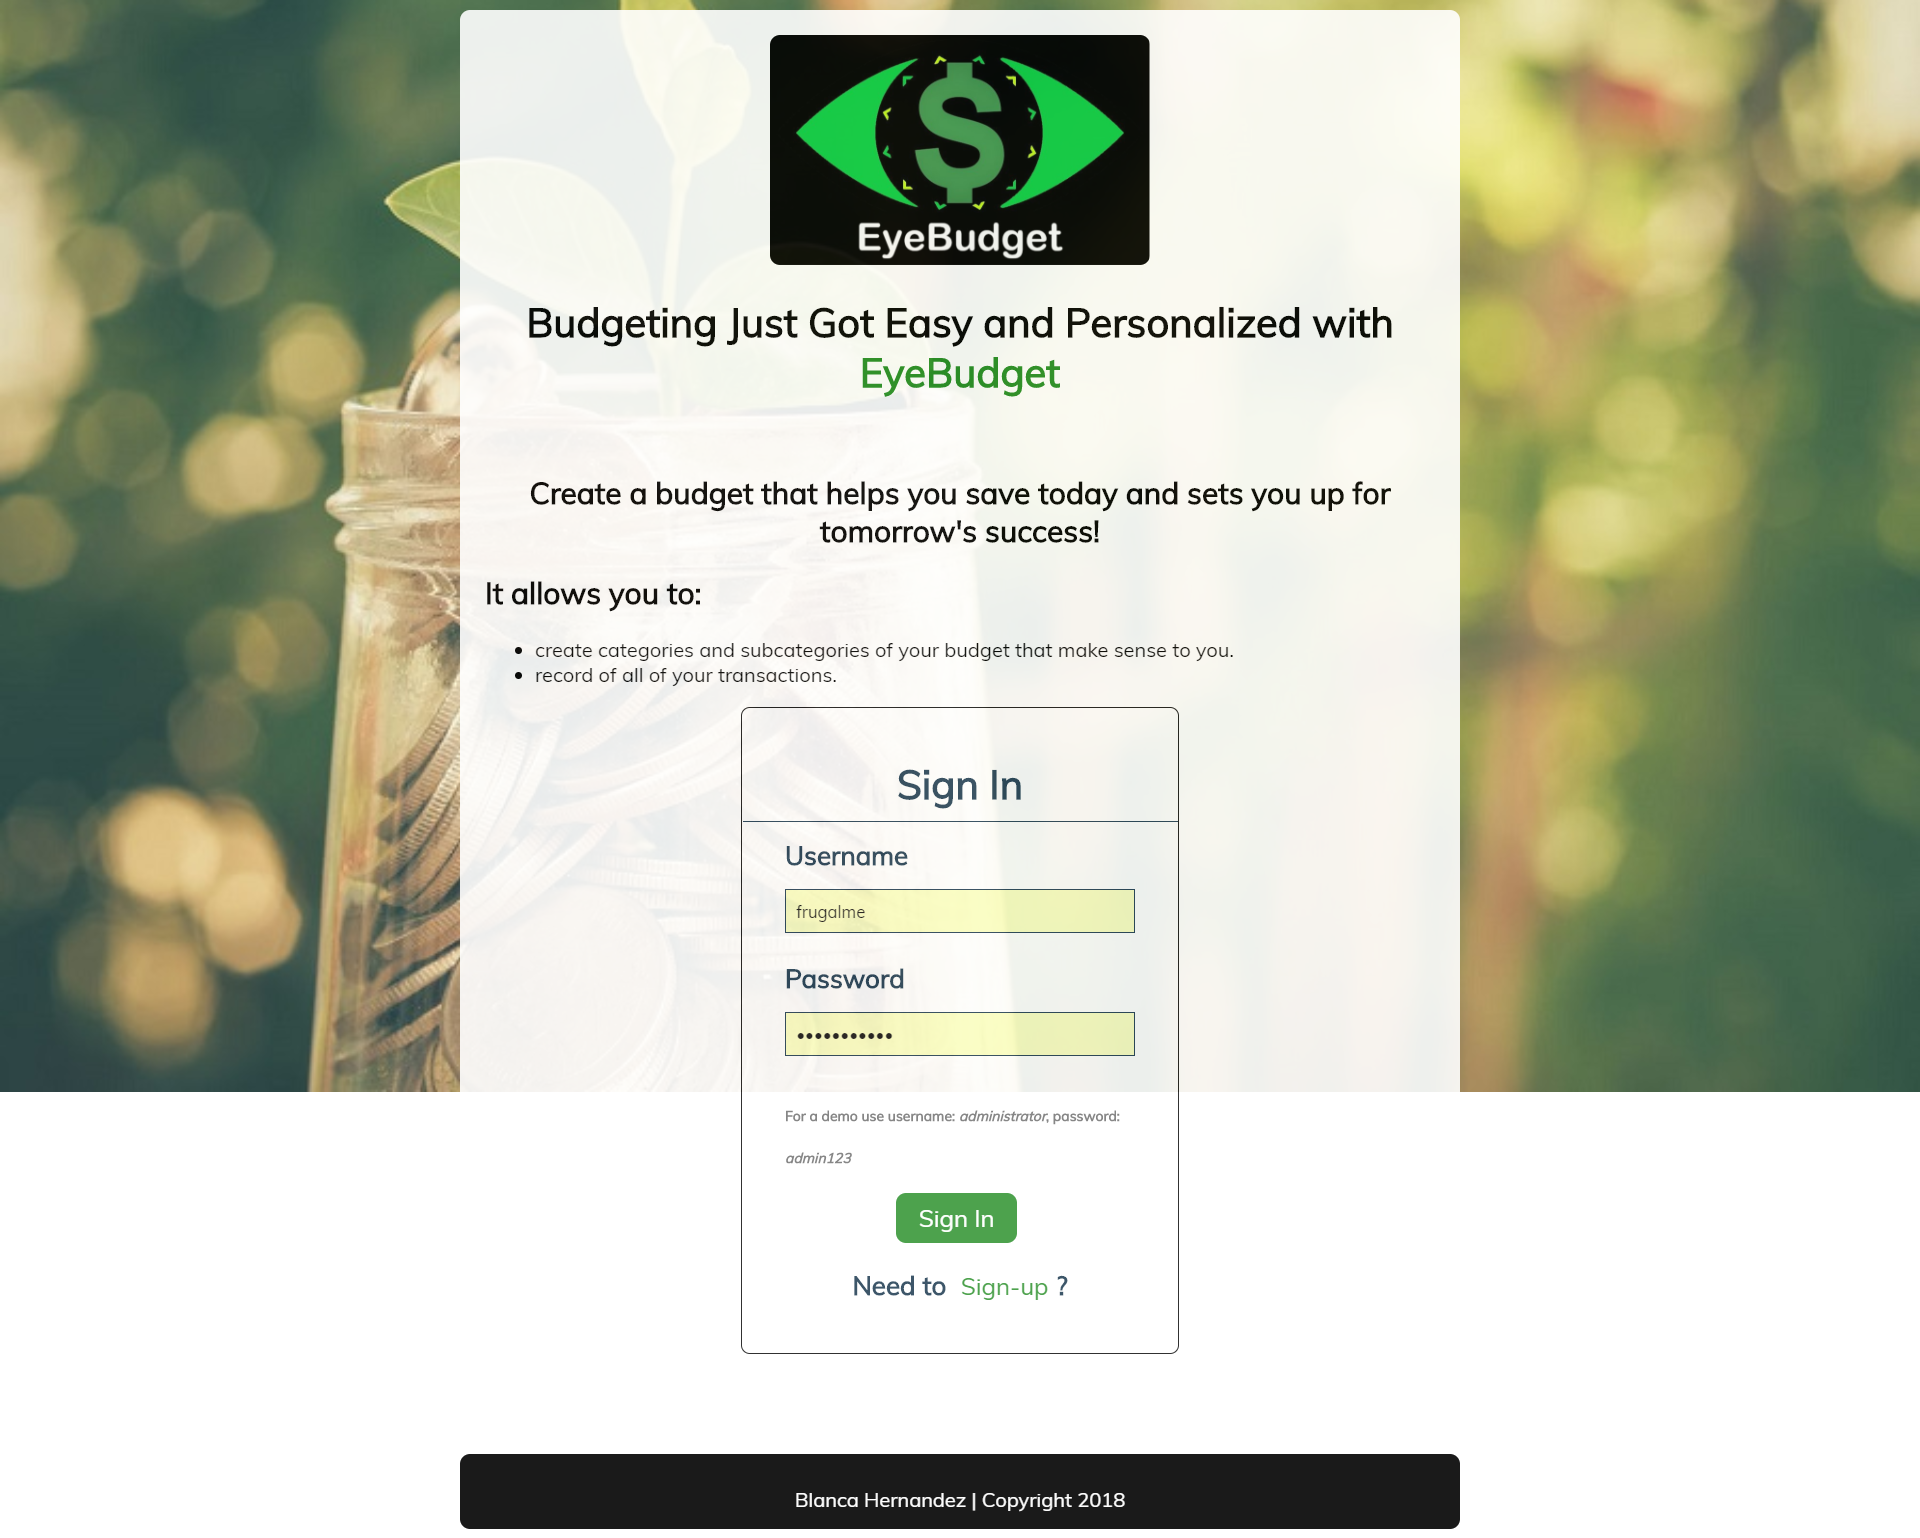 EyeBudget
Budgeting Just Got Easy and Personalized with
EyeBudget
Create a budget that helps you save today and sets you up for
tomorrow's success!
It allows you to:
• create categories and subcategories of your budget that make sense to you.
• record of all of your transactions.
Sign In
Username
frugalme
Password
•••••••••••
For a demo use username: administrator, password:
admin123
Sign In
Need to Sign-up ?
Blanca Hernandez | Copyright 2018